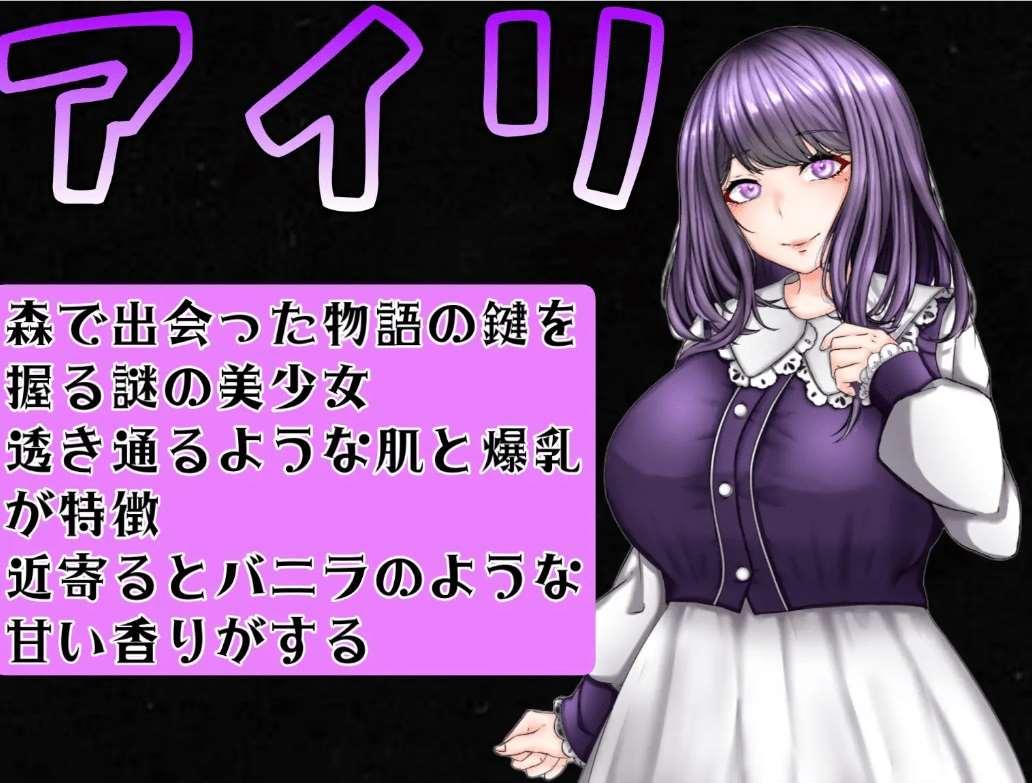 アイリ
森で出会った物語の鍵を
握る謎の美少女
透き通るような肌と爆乳
が特徴
近寄るとバニラのような
甘い香りがする